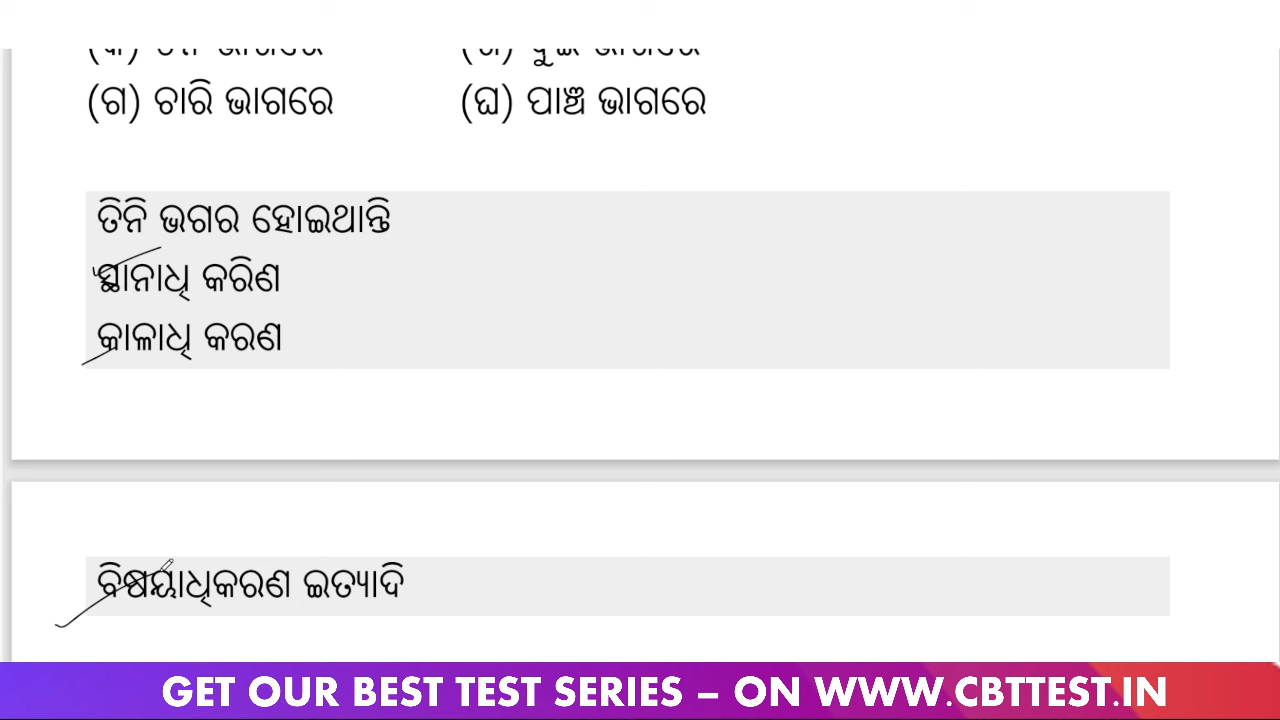 (ଗ) ଚାରି ଭାଗରେ (ଘ) ପାଞ୍ଚ ଭାଗରେ
ତିନି ଭଗର ହୋଇଥାନ୍ତି
ସ୍ଥାନାଧି କରିଣ
କାଳାଧି କରଣ
ବିଷୟାଧିକରଣ ଇତ୍ୟାଦି
GET OUR BEST TEST SERIES – ON WWW.CBTTEST.IN